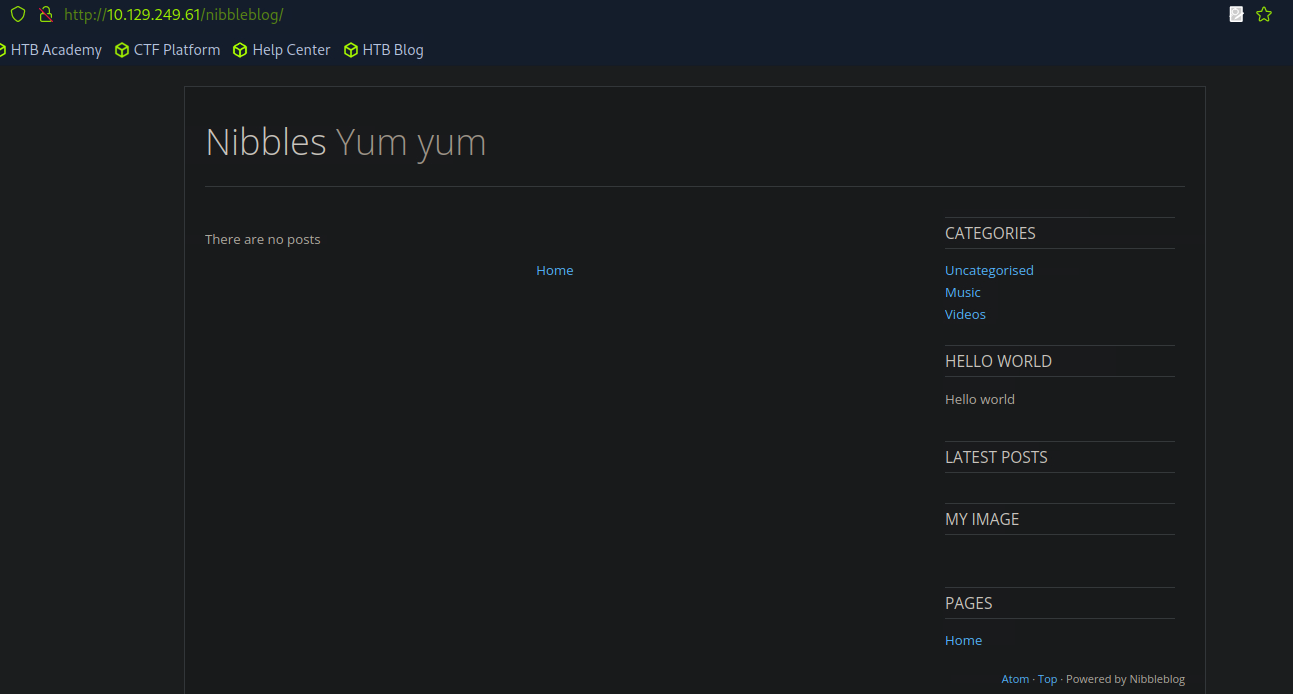 http://10.129.249.61/nibbleblog/
HTB Academy CTF Platform Help Center HTB Blog
Nibbles Yum yum
There are no posts
Home
CATEGORIES
Uncategorised
Music
Videos
HELLO WORLD
Hello world
LATEST POSTS
MY IMAGE
PAGES
Home
Atom · Top · Powered by Nibbleblog